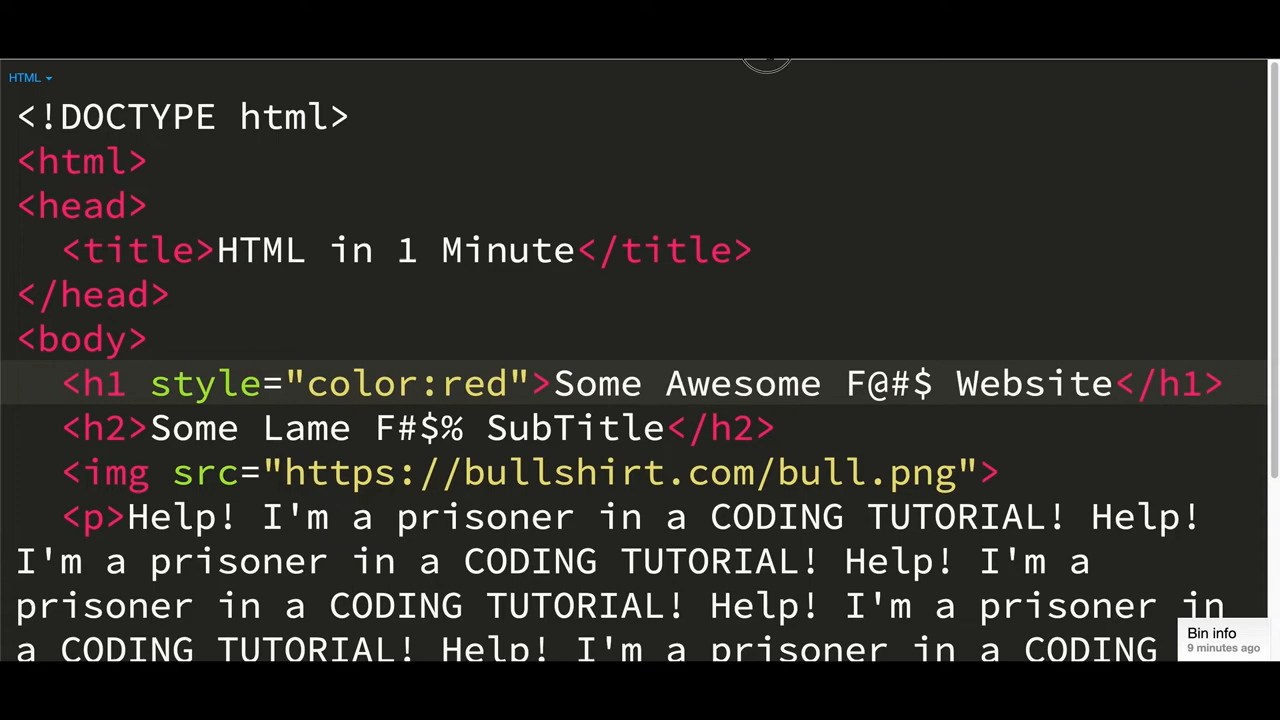 HTML
<!DOCTYPE html>
<html>
<head>
<title>HTML in 1 Minute</title>
</head>
<body>
<h1 style="color:red">Some Awesome F@#$ Website</h1>
<h2>Some Lame F#$% SubTitle</h2>
<img src="https://bullshirt.com/bull.png">
<p>Help! I'm a prisoner in a CODING TUTORIAL! Help!
I'm a prisoner in a CODING TUTORIAL! Help! I'm a
prisoner in a CODING TUTORIAL! Help! I'm a prisoner in
a CODING TUTORIAL! Help! I'm a prisoner in a CODING
Bin info
9 minutes ago